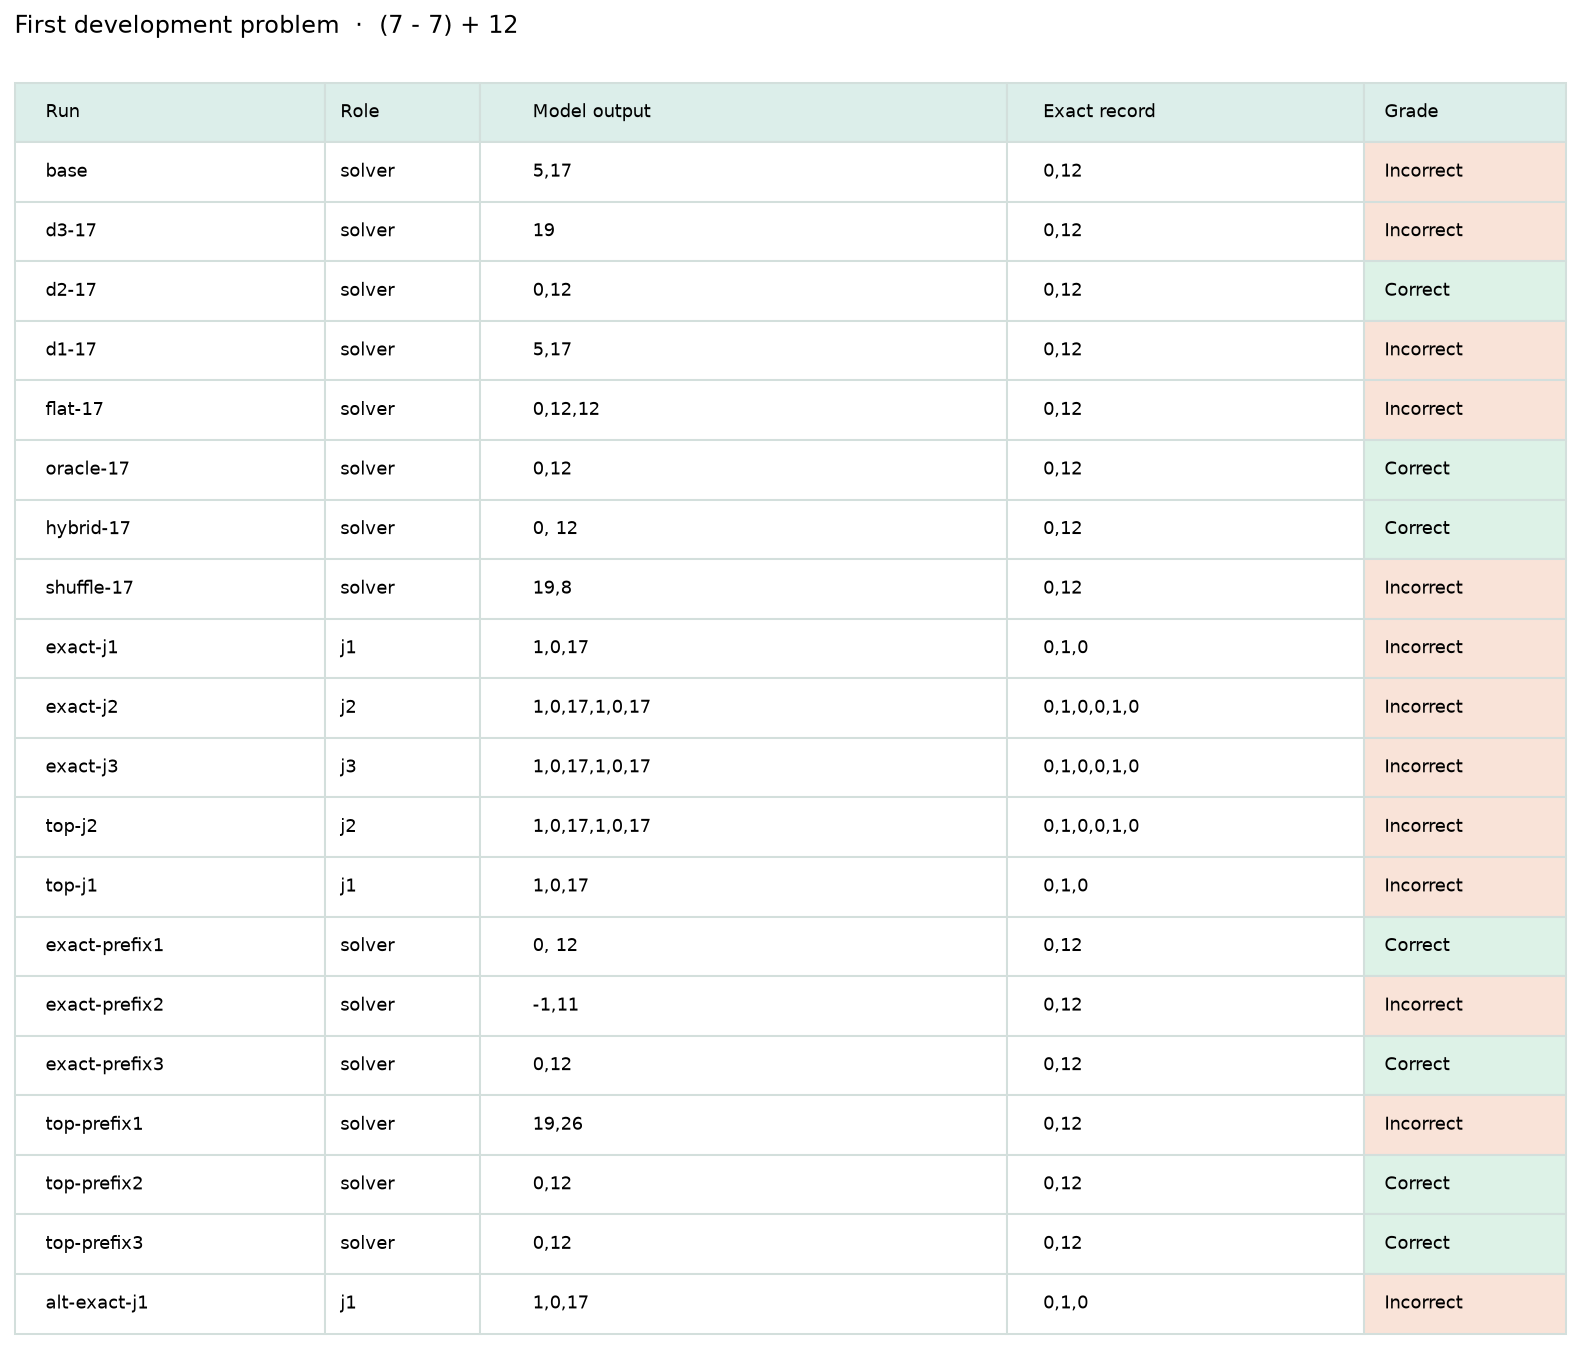 First development problem · (7 - 7) + 12
Run Role Model output Exact record Grade
base solver 5,17 0,12 Incorrect
d3-17 solver 19 0,12 Incorrect
d2-17 solver 0,12 0,12 Correct
d1-17 solver 5,17 0,12 Incorrect
flat-17 solver 0,12,12 0,12 Incorrect
oracle-17 solver 0,12 0,12 Correct
hybrid-17 solver 0, 12 0,12 Correct
shuffle-17 solver 19,8 0,12 Incorrect
exact-j1 j1 1,0,17 0,1,0 Incorrect
exact-j2 j2 1,0,17,1,0,17 0,1,0,0,1,0 Incorrect
exact-j3 j3 1,0,17,1,0,17 0,1,0,0,1,0 Incorrect
top-j2 j2 1,0,17,1,0,17 0,1,0,0,1,0 Incorrect
top-j1 j1 1,0,17 0,1,0 Incorrect
exact-prefix1 solver 0, 12 0,12 Correct
exact-prefix2 solver -1,11 0,12 Incorrect
exact-prefix3 solver 0,12 0,12 Correct
top-prefix1 solver 19,26 0,12 Incorrect
top-prefix2 solver 0,12 0,12 Correct
top-prefix3 solver 0,12 0,12 Correct
alt-exact-j1 j1 1,0,17 0,1,0 Incorrect